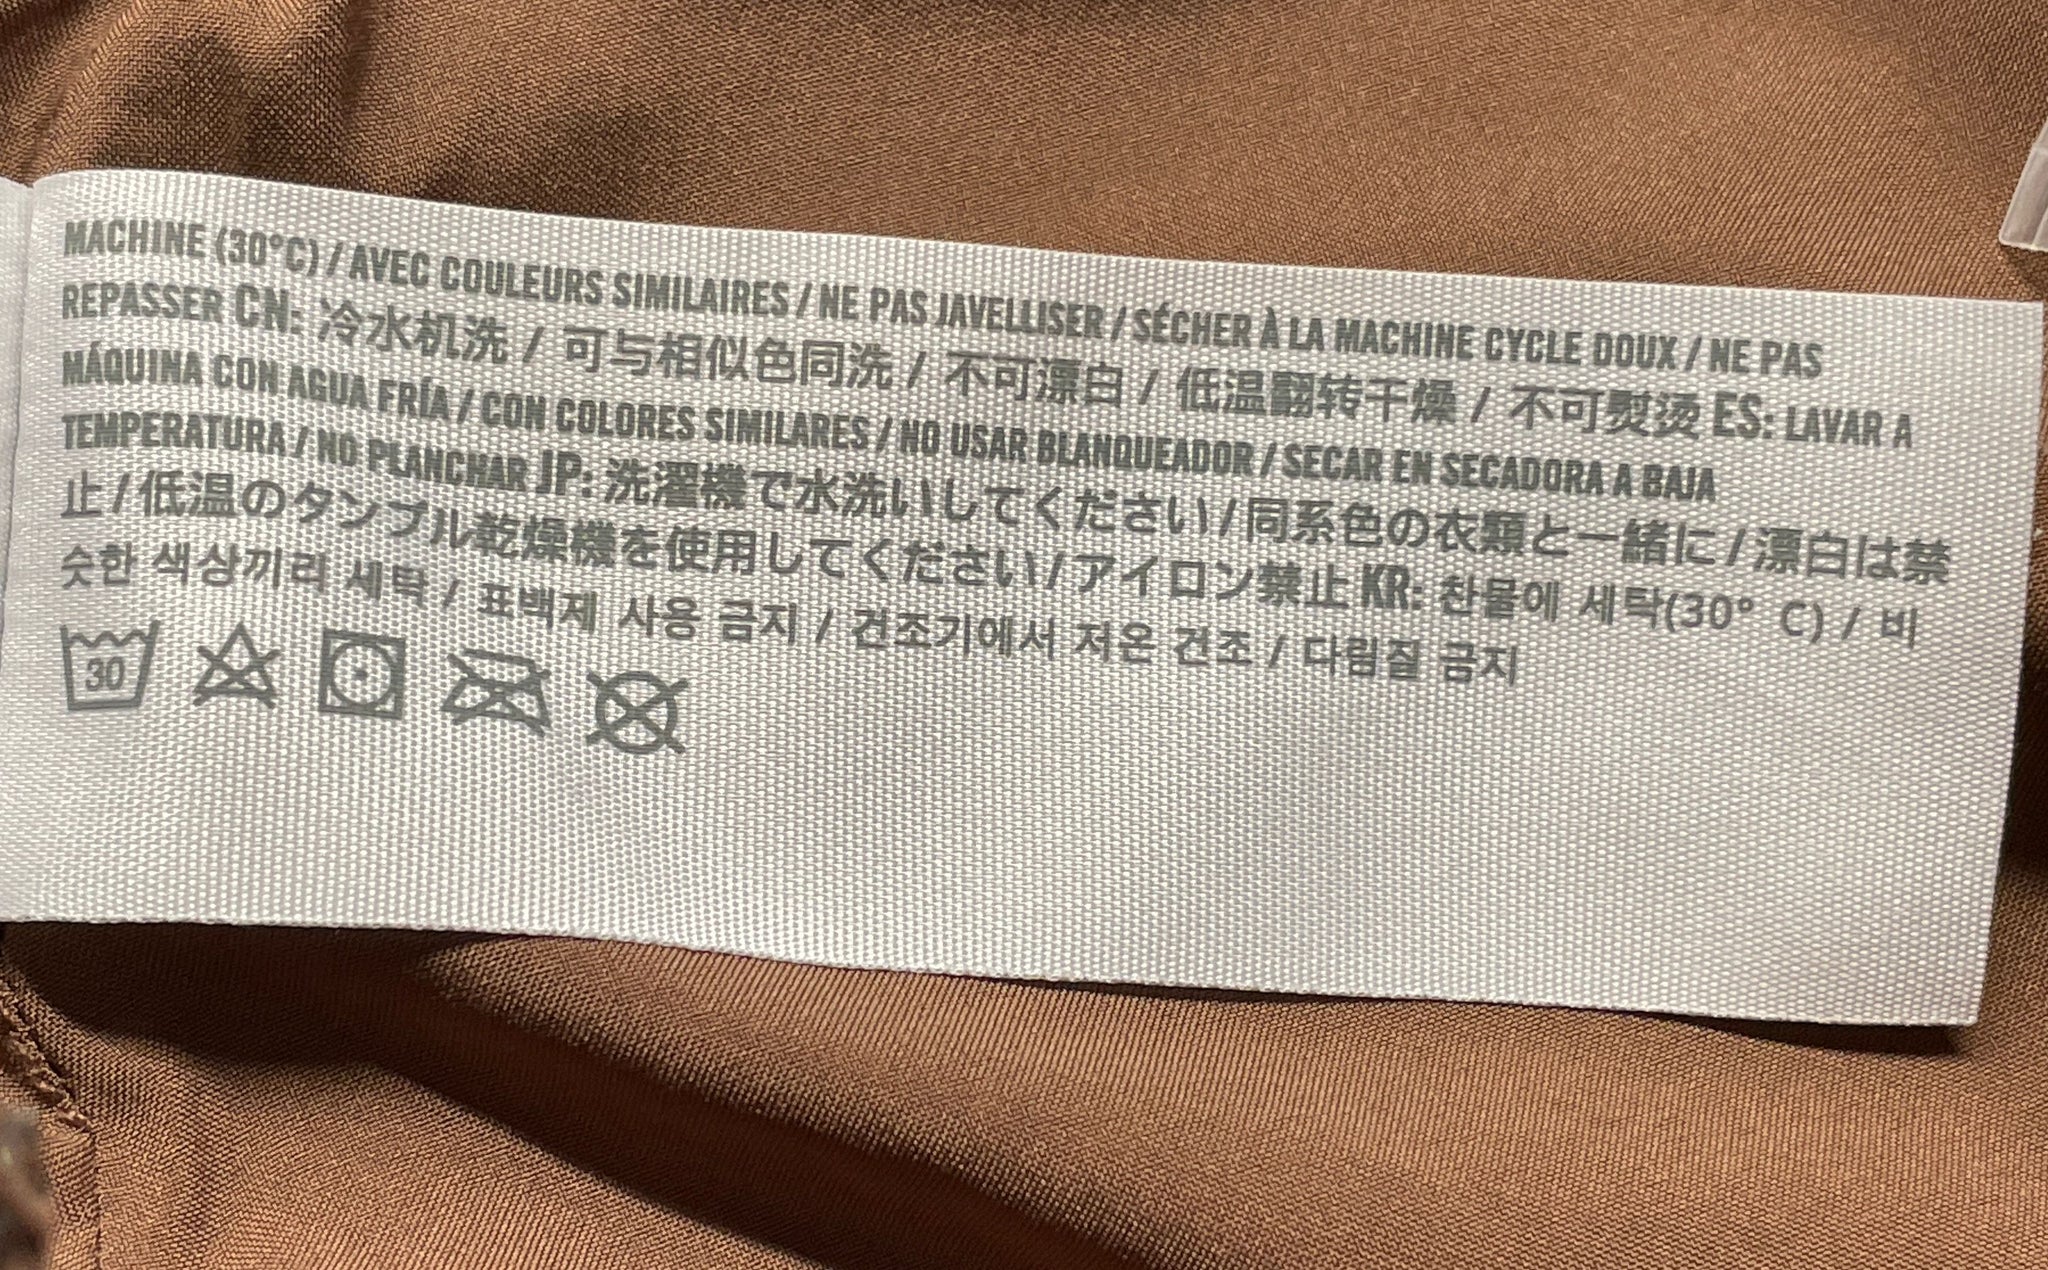 MACHINE (30°C) / AVEC COULEURS SIMILAIRES / NE PAS JAVELLISER / SÉCHER À LA MACHINE CYCLE DOUX / NE PAS
REPASSER CN: 冷水机洗 / 可与相似色同洗 / 不可漂白 / 低温翻转干燥 / 不可熨烫 ES: LAVAR A
MÁQUINA CON AGUA FRÍA / CON COLORES SIMILARES / NO USAR BLANQUEADOR / SECAR EN SECADORA A BAJA
TEMPERATURA / NO PLANCHAR JP: 洗濯機で水洗いしてください/同系色の衣類と一緒に/漂白は禁
止/低温のタンブル乾燥機を使用してください/アイロン禁止 KR: 찬물에 세탁(30° C) / 비
슷한 색상끼리 세탁 / 표백제 사용 금지 / 건조기에서 저온 건조 / 다림질 금지
30